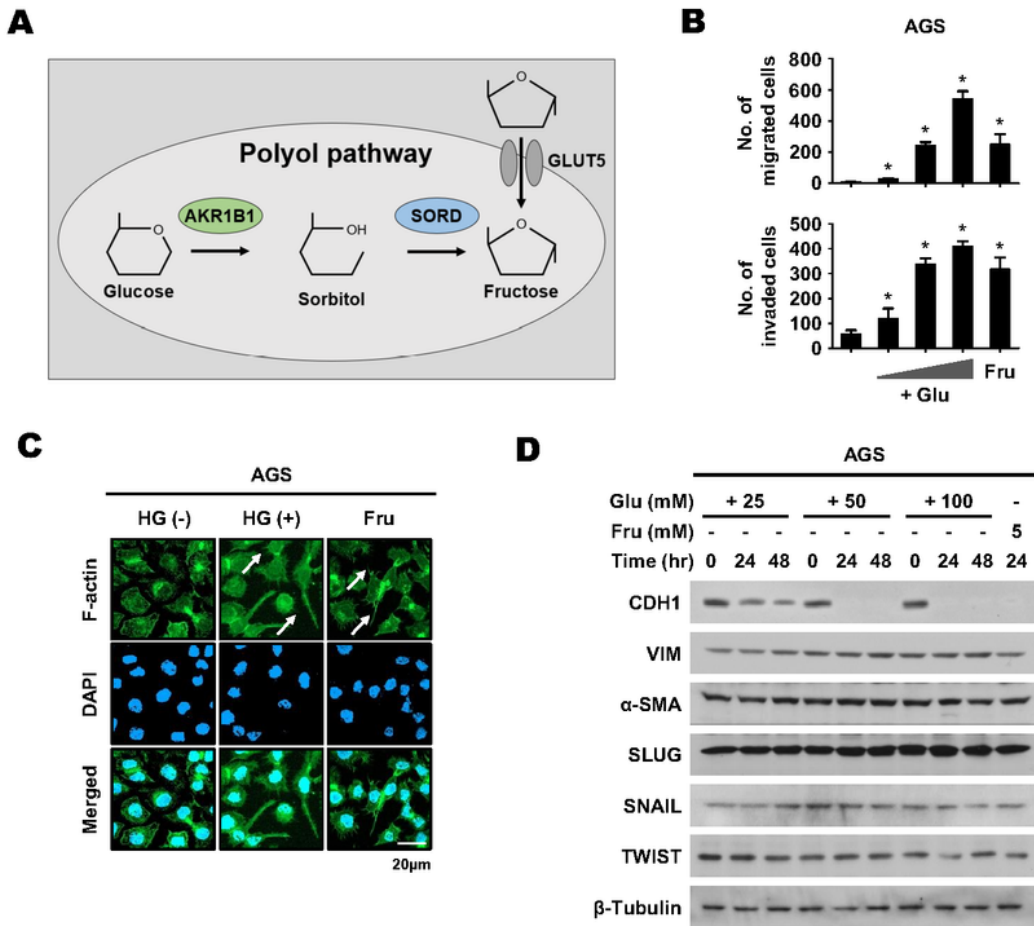 A
Polyol pathway
GLUT5
AKR1B1
SORD
O
OH
O
O
Glucose
Sorbitol
Fructose
B
AGS
No. of
migrated cells
800
600
400
200
0
*
*
*
*
No. of
invaded cells
500
400
300
200
100
0
*
*
*
*
+ Glu
Fru
C
AGS
HG (-)
HG (+)
Fru
F-actin
DAPI
Merged
20µm
D
AGS
Glu (mM) + 25 + 50 + 100 -
Fru (mM) - - - - - - - - - 5
Time (hr) 0 24 48 0 24 48 0 24 48 24
CDH1
VIM
α-SMA
SLUG
SNAIL
TWIST
β-Tubulin